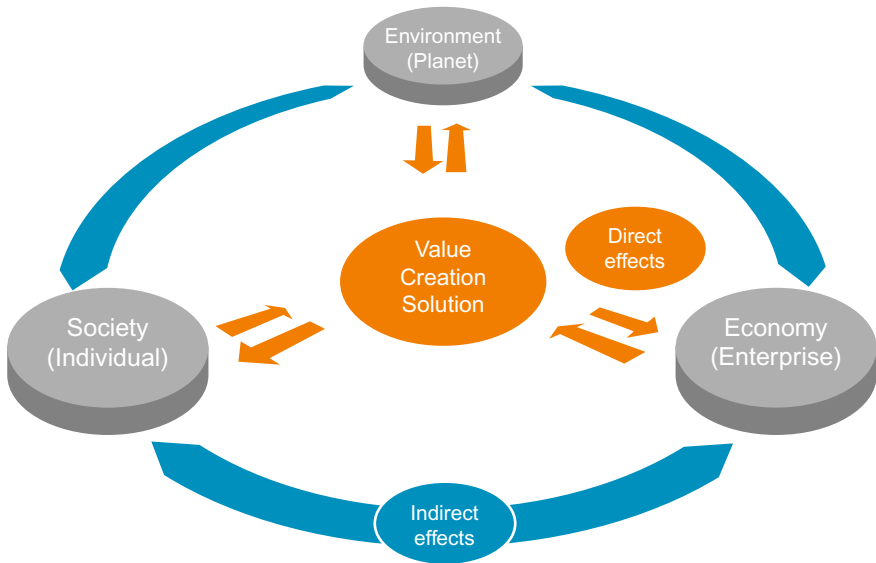 Environment
(Planet)
Value
Creation
Solution
Direct
effects
Society
(Individual)
Economy
(Enterprise)
Indirect
effects